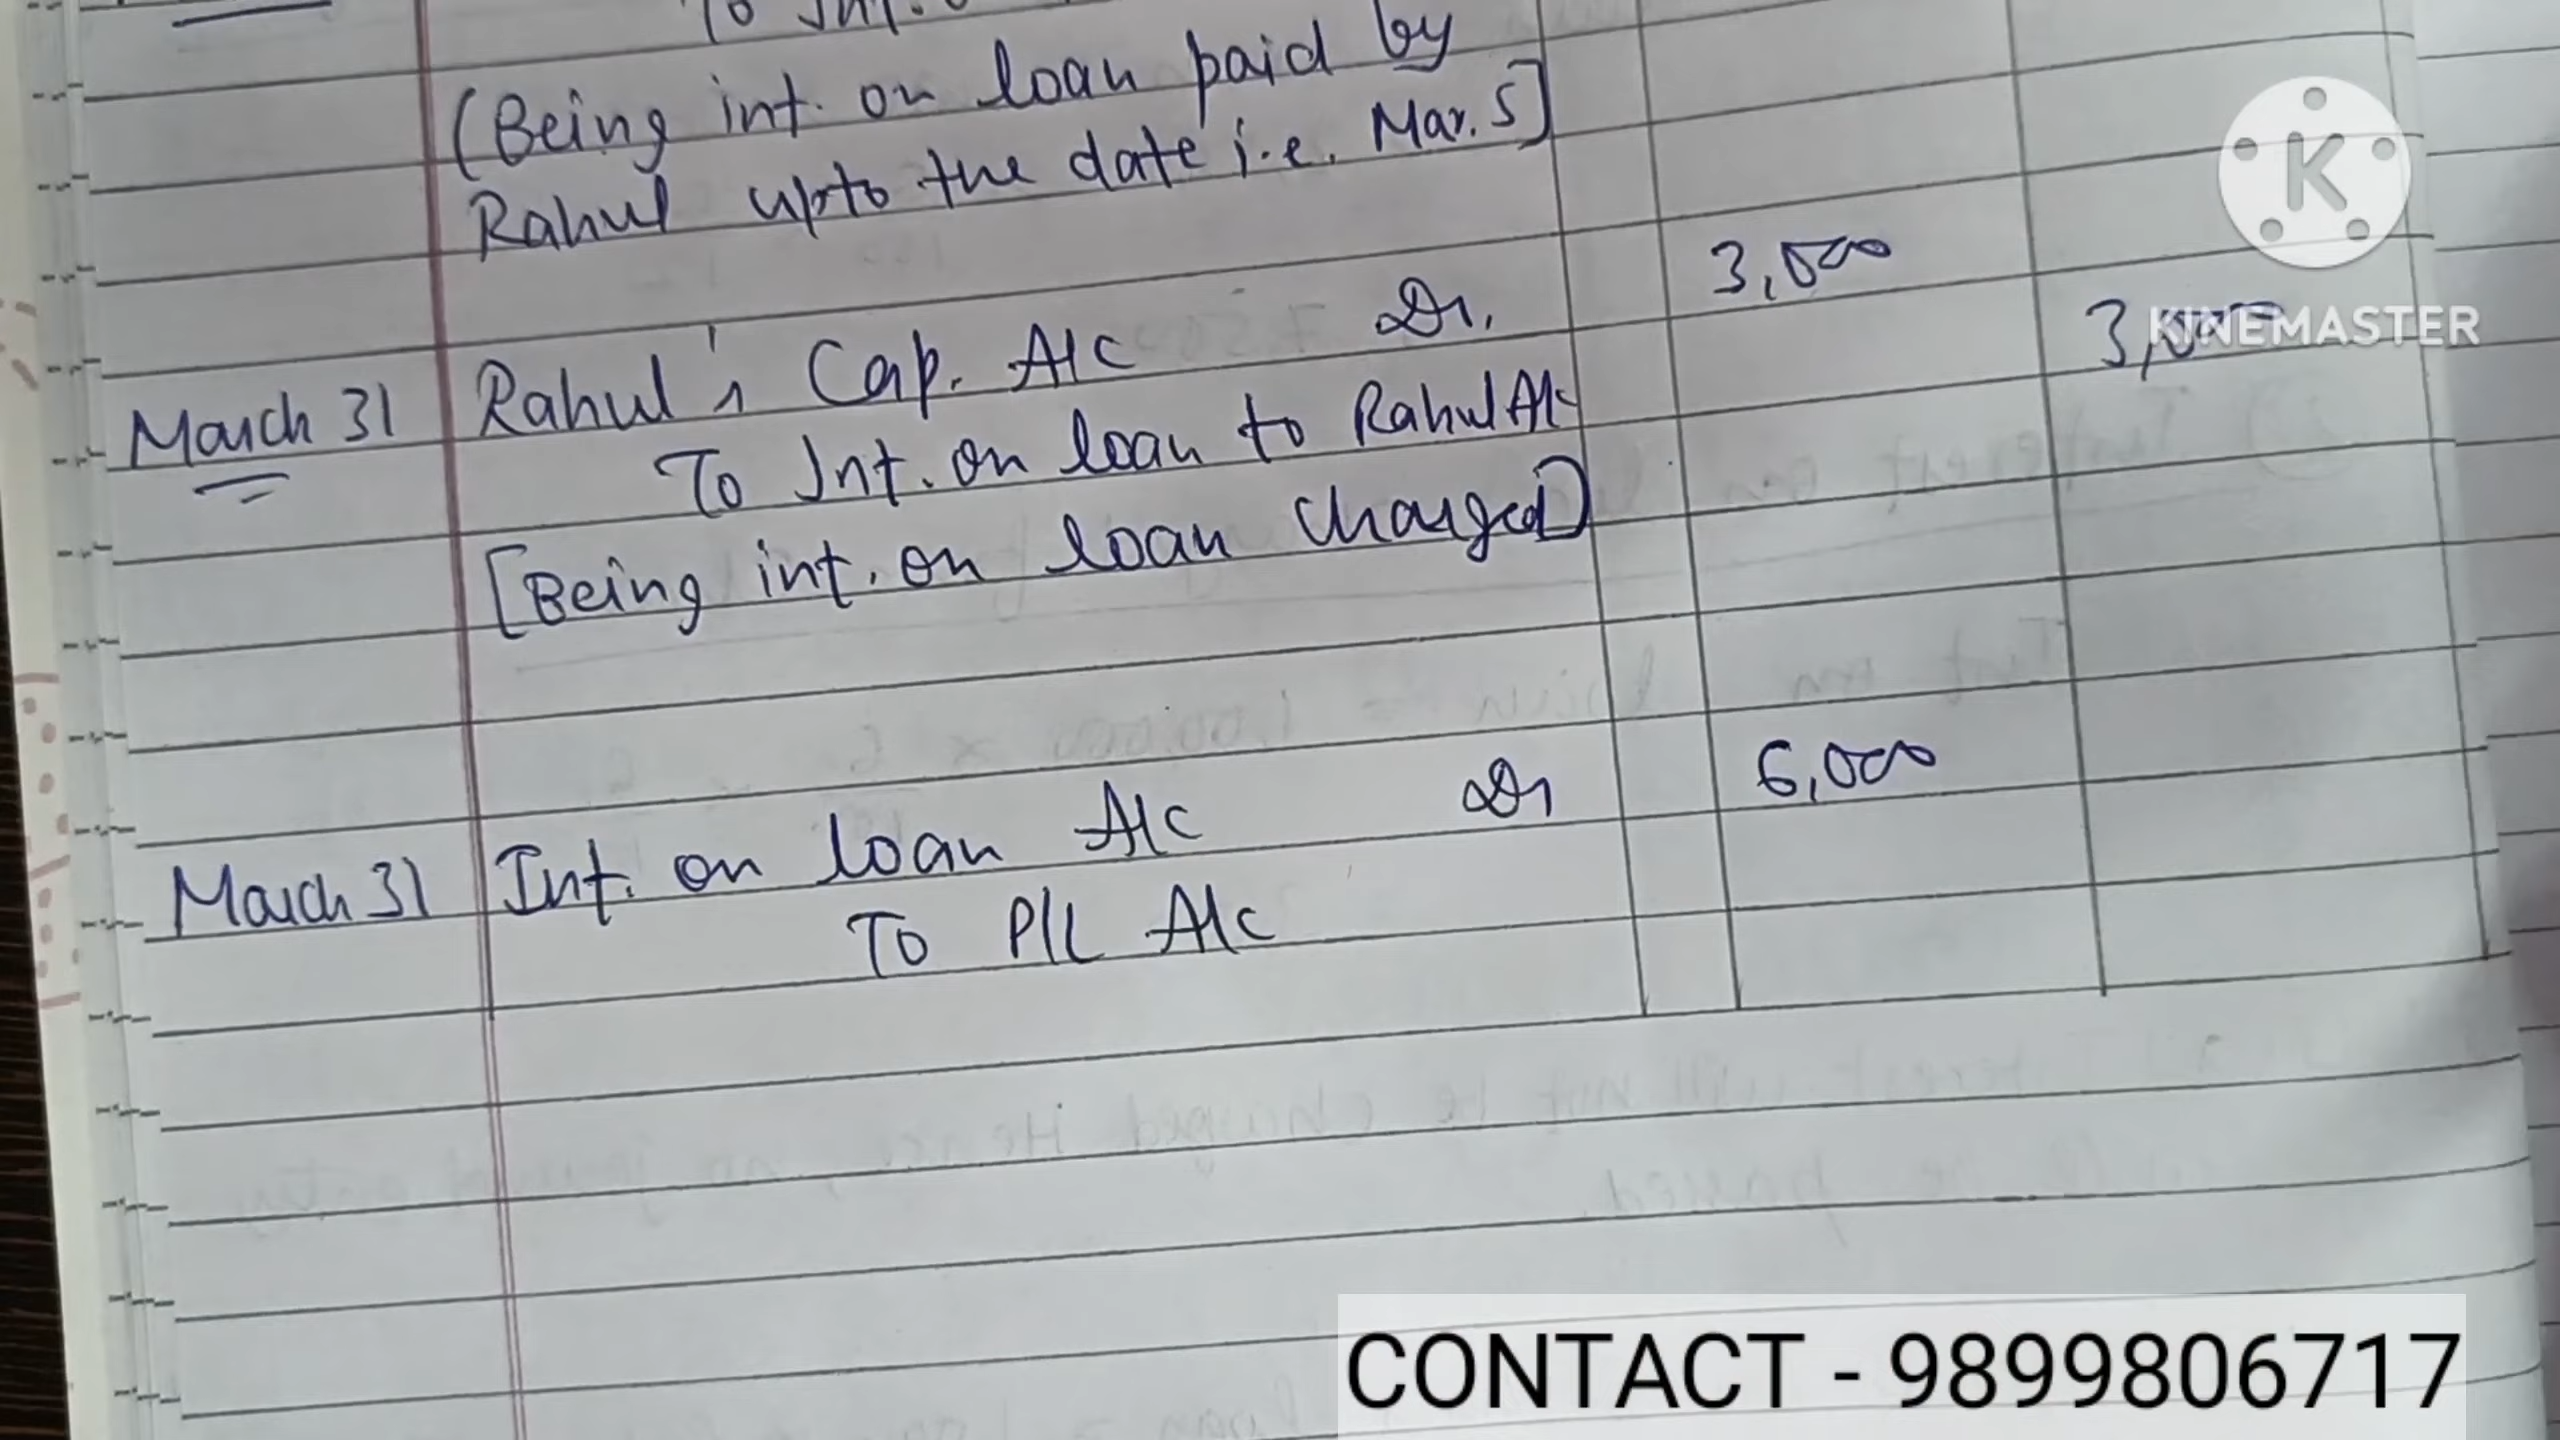 To Int.
(Being int. on loan paid by
Rahul upto the date i.e. Mar. 5]
3,000
Rahul's Cap. A/c Dr.
3,000
March 31
To Int. on loan to Rahul A/c
[Being int. on loan charged]
6,000
March 31 Int. on loan A/c Dr
To P/L A/c
K
KINEMASTER
CONTACT - 9899806717